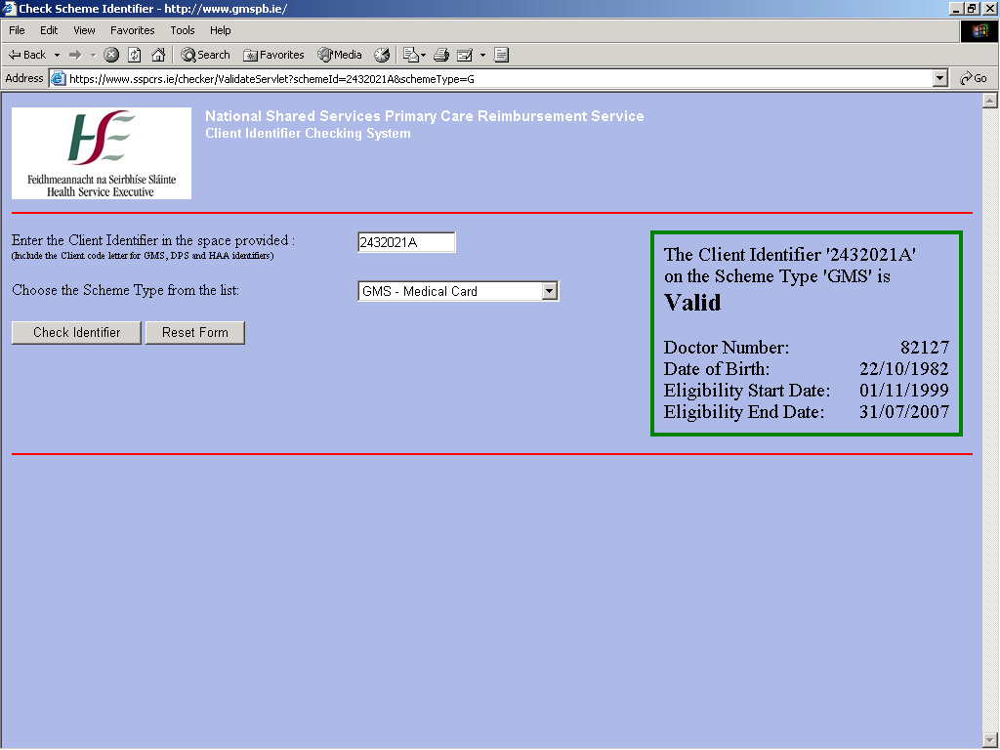 Check Scheme Identifier - http://www.gmspb.ie/
File Edit View Favorites Tools Help
Back Search Favorites Media
Address https://www.sspcrs.ie/checker/ValidateServlet?schemeId=2432021A&schemeType=G Go
National Shared Services Primary Care Reimbursement Service
Client Identifier Checking System
HSE
Feidhmeannacht na Seirbhíse Sláinte
Health Service Executive
Enter the Client Identifier in the space provided : 2432021A
(Include the Client code letter for GMS, DPS and HAA identifiers)
Choose the Scheme Type from the list: GMS - Medical Card
Check Identifier Reset Form
The Client Identifier '2432021A'
on the Scheme Type 'GMS' is
Valid
Doctor Number: 82127
Date of Birth: 22/10/1982
Eligibility Start Date: 01/11/1999
Eligibility End Date: 31/07/2007